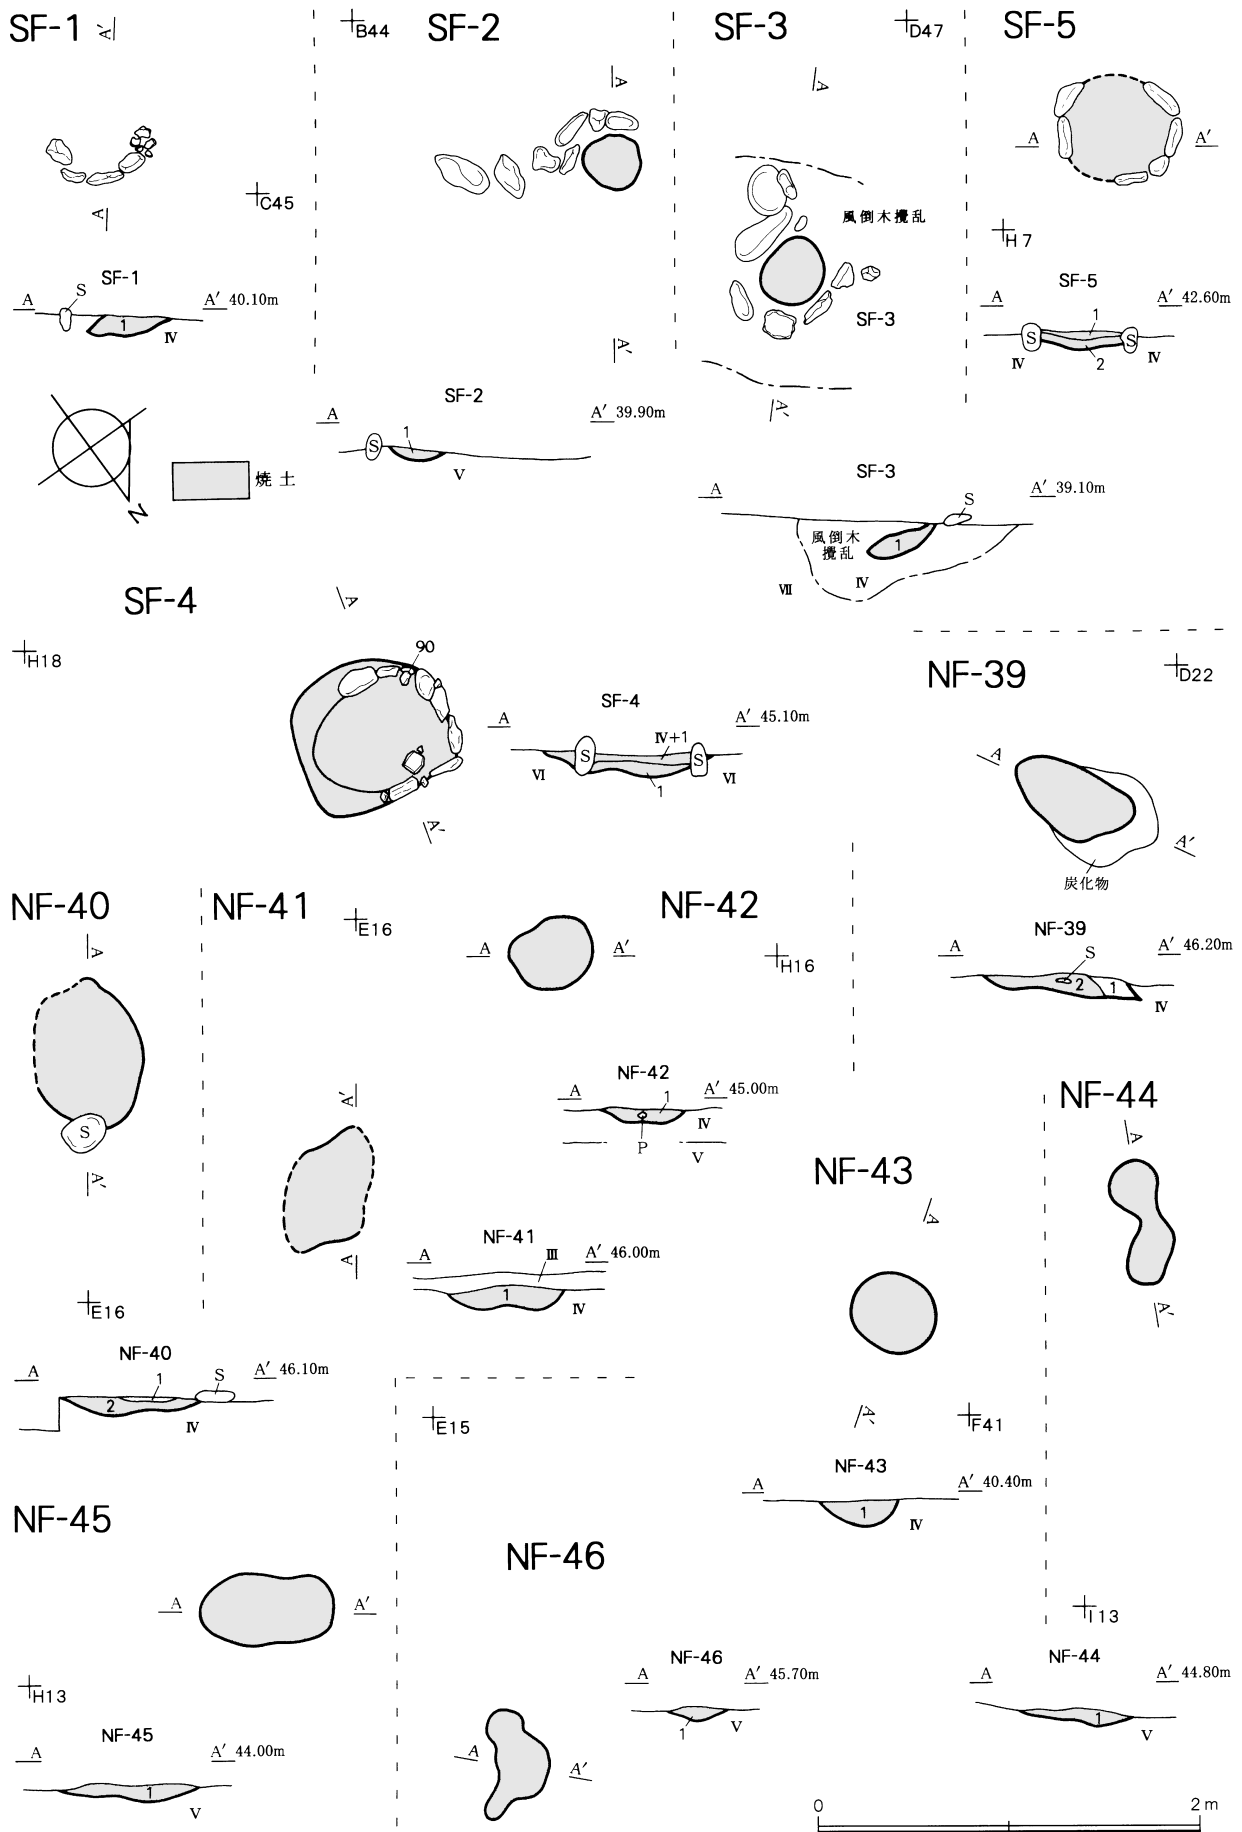 SF-1
A′
C45
A
SF-1
A
S
A′ 40.10m
1
IV
N
焼土
B44
SF-2
A
A′
SF-2
A
A′ 39.90m
S
1
V
SF-3
D47
A
風倒木攪乱
SF-3
A′
SF-3
A
A′ 39.10m
S
風倒木
攪乱
1
VII
IV
SF-5
A
A′
H7
SF-5
A
A′ 42.60m
1
S
S
IV
2
IV
SF-4
A
H18
90
A′
SF-4
A
A′ 45.10m
IV+1
S
S
VI
1
VI
NF-39
D22
A
A′
炭化物
NF-39
A
A′ 46.20m
S
2
1
IV
NF-40
A
S
A′
E16
NF-40
A
A′ 46.10m
1
S
2
IV
NF-41
E16
A′
A
NF-41
A
III
A′ 46.00m
1
IV
NF-42
A
A′
H16
NF-42
A
A′ 45.00m
1
IV
P
V
NF-43
A
A′
F41
NF-43
A
A′ 40.40m
1
IV
NF-44
A
A′
I13
NF-44
A
A′ 44.80m
1
V
NF-45
A
A′
H13
NF-45
A
A′ 44.00m
1
V
E15
NF-46
A
A′
NF-46
A
A′ 45.70m
1
V
0
2m